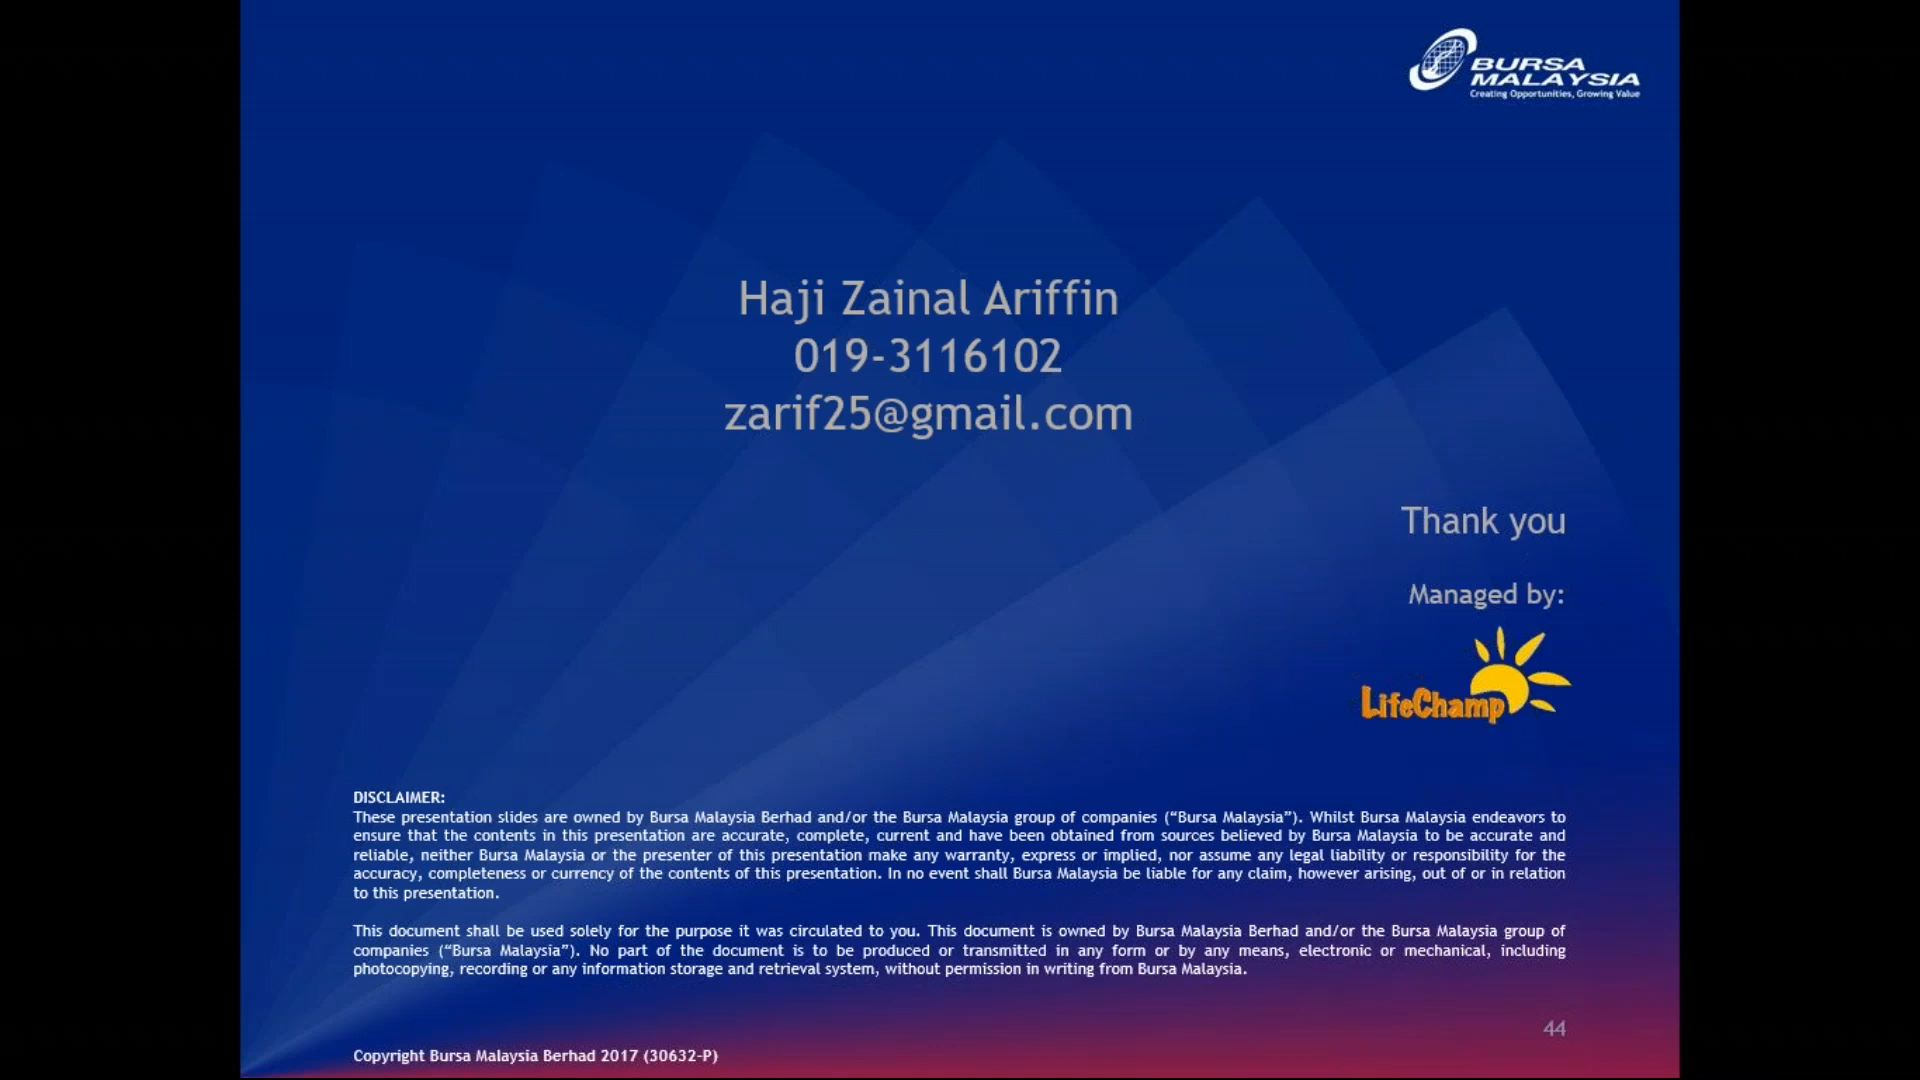 BURSA
MALAYSIA
Creating Opportunities, Growing Value
Haji Zainal Ariffin
019-3116102
zarif25@gmail.com
Thank you
Managed by:
LifeChamp
DISCLAIMER:
These presentation slides are owned by Bursa Malaysia Berhad and/or the Bursa Malaysia group of companies (“Bursa Malaysia”). Whilst Bursa Malaysia endeavors to
ensure that the contents in this presentation are accurate, complete, current and have been obtained from sources believed by Bursa Malaysia to be accurate and
reliable, neither Bursa Malaysia or the presenter of this presentation make any warranty, express or implied, nor assume any legal liability or responsibility for the
accuracy, completeness or currency of the contents of this presentation. In no event shall Bursa Malaysia be liable for any claim, however arising, out of or in relation
to this presentation.
This document shall be used solely for the purpose it was circulated to you. This document is owned by Bursa Malaysia Berhad and/or the Bursa Malaysia group of
companies (“Bursa Malaysia”). No part of the document is to be produced or transmitted in any form or by any means, electronic or mechanical, including
photocopying, recording or any information storage and retrieval system, without permission in writing from Bursa Malaysia.
44
Copyright Bursa Malaysia Berhad 2017 (30632-P)